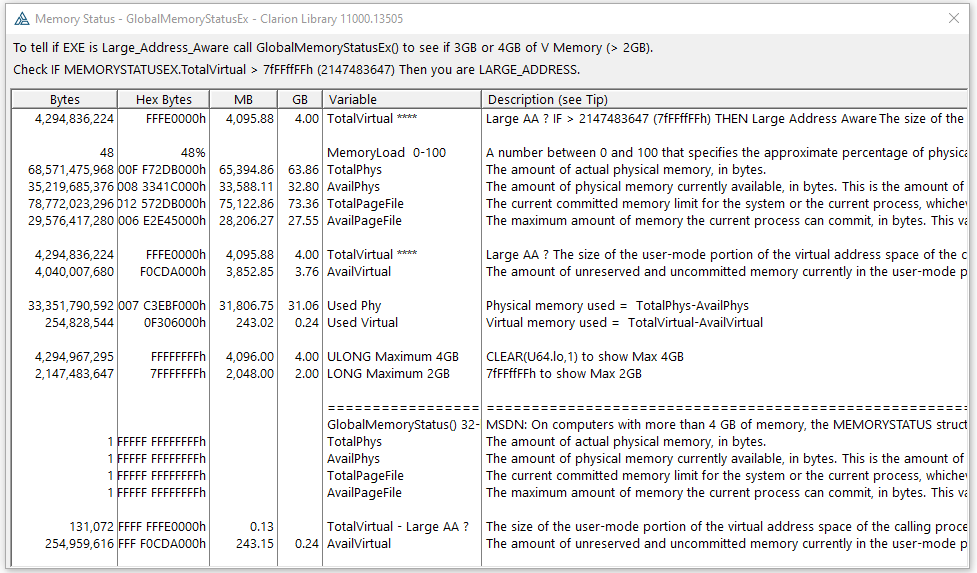 Memory Status - GlobalMemoryStatusEx - Clarion Library 11000.13505
To tell if EXE is Large_Address_Aware call GlobalMemoryStatusEx() to see if 3GB or 4GB of V Memory (> 2GB).
Check IF MEMORYSTATUSEX.TotalVirtual > 7fFFffFFh (2147483647) Then you are LARGE_ADDRESS.
Bytes Hex Bytes MB GB Variable Description (see Tip)
4,294,836,224 FFFE0000h 4,095.88 4.00 TotalVirtual **** Large AA ? IF > 2147483647 (7fFFffFFh) THEN Large Address Aware The size of the
48 48% MemoryLoad 0-100 A number between 0 and 100 that specifies the approximate percentage of physica
68,571,475,968 00F F72DB000h 65,394.86 63.86 TotalPhys The amount of actual physical memory, in bytes.
35,219,685,376 008 3341C000h 33,588.11 32.80 AvailPhys The amount of physical memory currently available, in bytes. This is the amount of
78,772,023,296 012 572DB000h 75,122.86 73.36 TotalPageFile The current committed memory limit for the system or the current process, whicheve
29,576,417,280 006 E2E45000h 28,206.27 27.55 AvailPageFile The maximum amount of memory the current process can commit, in bytes. This va
4,294,836,224 FFFE0000h 4,095.88 4.00 TotalVirtual **** Large AA ? The size of the user-mode portion of the virtual address space of the c
4,040,007,680 F0CDA000h 3,852.85 3.76 AvailVirtual The amount of unreserved and uncommitted memory currently in the user-mode p
33,351,790,592 007 C3EBF000h 31,806.75 31.06 Used Phy Physical memory used = TotalPhys-AvailPhys
254,828,544 0F306000h 243.02 0.24 Used Virtual Virtual memory used = TotalVirtual-AvailVirtual
4,294,967,295 FFFFFFFFh 4,096.00 4.00 ULONG Maximum 4GB CLEAR(U64.lo,1) to show Max 4GB
2,147,483,647 7FFFFFFFh 2,048.00 2.00 LONG Maximum 2GB 7fFFffFFh to show Max 2GB
================= ==========================================
GlobalMemoryStatus() 32- MSDN: On computers with more than 4 GB of memory, the MEMORYSTATUS struct
1 FFFFF FFFFFFFFh TotalPhys The amount of actual physical memory, in bytes.
1 FFFFF FFFFFFFFh AvailPhys The amount of physical memory currently available, in bytes. This is the amount of
1 FFFFF FFFFFFFFh TotalPageFile The current committed memory limit for the system or the current process, whicheve
1 FFFFF FFFFFFFFh AvailPageFile The maximum amount of memory the current process can commit, in bytes. This va
131,072 FFFF FFFE0000h 0.13 TotalVirtual - Large AA ? The size of the user-mode portion of the virtual address space of the calling proce
254,959,616 FFF F0CDA000h 243.15 0.24 AvailVirtual The amount of unreserved and uncommitted memory currently in the user-mode p